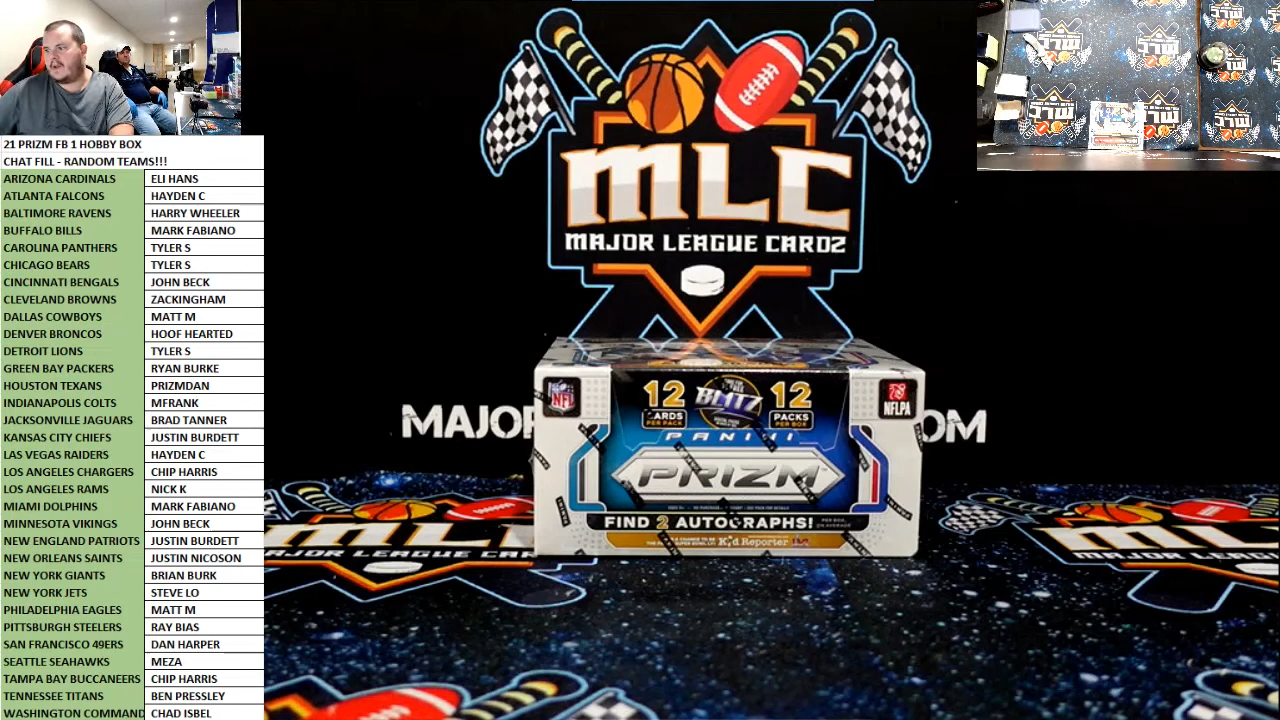 21 PRIZM FB 1 HOBBY BOX
CHAT FILL - RANDOM TEAMS!!!
ARIZONA CARDINALS ELI HANS
ATLANTA FALCONS HAYDEN C
BALTIMORE RAVENS HARRY WHEELER
BUFFALO BILLS MARK FABIANO
CAROLINA PANTHERS TYLER S
CHICAGO BEARS TYLER S
CINCINNATI BENGALS JOHN BECK
CLEVELAND BROWNS ZACKINGHAM
DALLAS COWBOYS MATT M
DENVER BRONCOS HOOF HEARTED
DETROIT LIONS TYLER S
GREEN BAY PACKERS RYAN BURKE
HOUSTON TEXANS PRIZMDAN
INDIANAPOLIS COLTS MFRANK
JACKSONVILLE JAGUARS BRAD TANNER
KANSAS CITY CHIEFS JUSTIN BURDETT
LAS VEGAS RAIDERS HAYDEN C
LOS ANGELES CHARGERS CHIP HARRIS
LOS ANGELES RAMS NICK K
MIAMI DOLPHINS MARK FABIANO
MINNESOTA VIKINGS JOHN BECK
NEW ENGLAND PATRIOTS JUSTIN BURDETT
NEW ORLEANS SAINTS JUSTIN NICOSON
NEW YORK GIANTS BRIAN BURK
NEW YORK JETS STEVE LO
PHILADELPHIA EAGLES MATT M
PITTSBURGH STEELERS RAY BIAS
SAN FRANCISCO 49ERS DAN HARPER
SEATTLE SEAHAWKS MEZA
TAMPA BAY BUCCANEERS CHIP HARRIS
TENNESSEE TITANS BEN PRESSLEY
WASHINGTON COMMAND CHAD ISBEL
MLC
MAJOR LEAGUE CARDZ
MAJOR OM
NFL
12 CARDS PER PACK
BLITZ
12 PACKS PER BOX
NFLPA
PANINI
PRIZM
FIND 2 AUTOGRAPHS!
Kid Reporter
MLC
MAJOR LEAGUE CAR